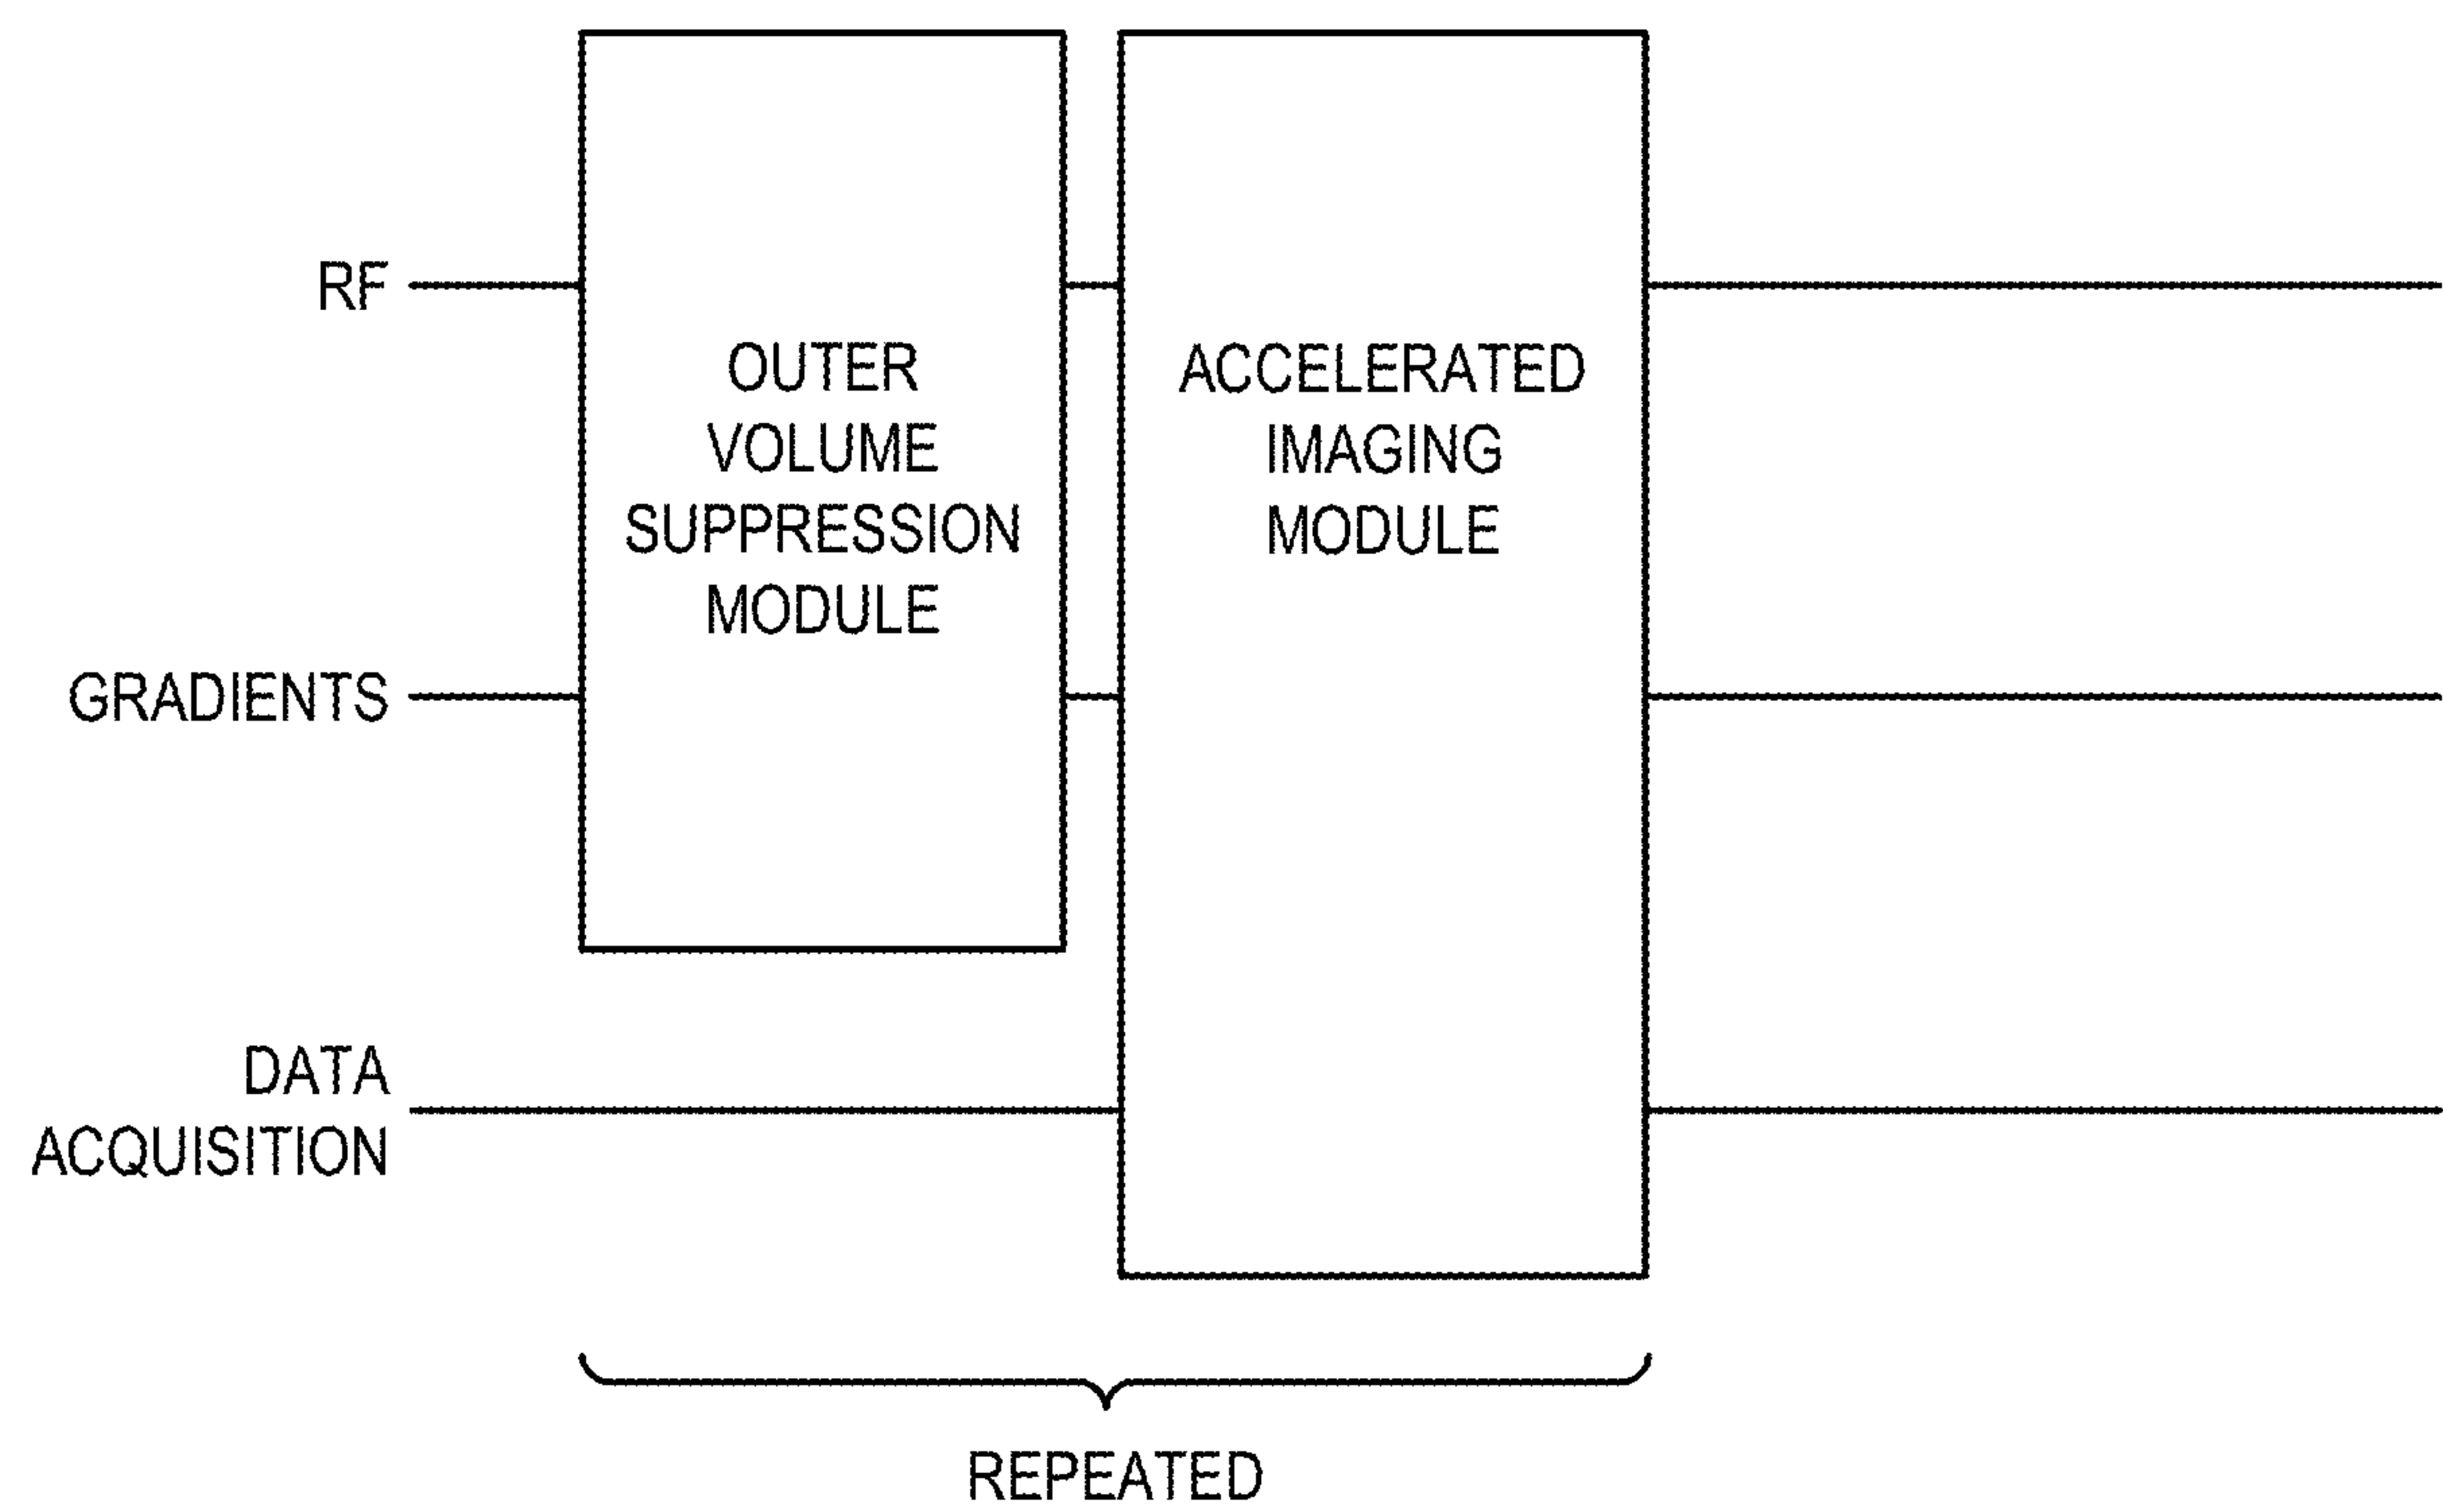 RF
OUTER
VOLUME
SUPPRESSION
MODULE
ACCELERATED
IMAGING
MODULE
GRADIENTS
DATA
ACQUISITION
REPEATED